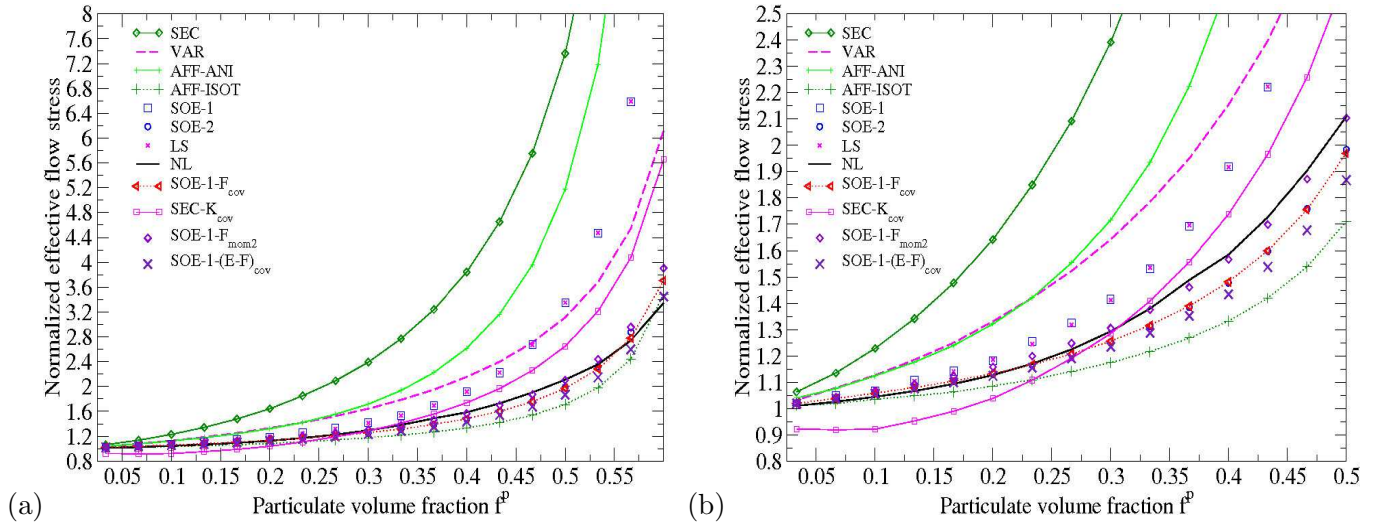 (a)
Normalized effective flow stress
8
7.6
7.2
6.8
6.4
6
5.6
5.2
4.8
4.4
4
3.6
3.2
2.8
2.4
2
1.6
1.2
0.8
SEC
VAR
AFF-ANI
AFF-ISOT
SOE-1
SOE-2
LS
NL
SOE-1-F_cov
SEC-K_cov
SOE-1-F_mom2
SOE-1-(E-F)_cov
0.05 0.1 0.15 0.2 0.25 0.3 0.35 0.4 0.45 0.5 0.55
Particulate volume fraction f^p
(b)
Normalized effective flow stress
2.5
2.4
2.3
2.2
2.1
2
1.9
1.8
1.7
1.6
1.5
1.4
1.3
1.2
1.1
1
0.9
0.8
SEC
VAR
AFF-ANI
AFF-ISOT
SOE-1
SOE-2
LS
NL
SOE-1-F_cov
SEC-K_cov
SOE-1-F_mom2
SOE-1-(E-F)_cov
0.05 0.1 0.15 0.2 0.25 0.3 0.35 0.4 0.45 0.5
Particulate volume fraction f^p